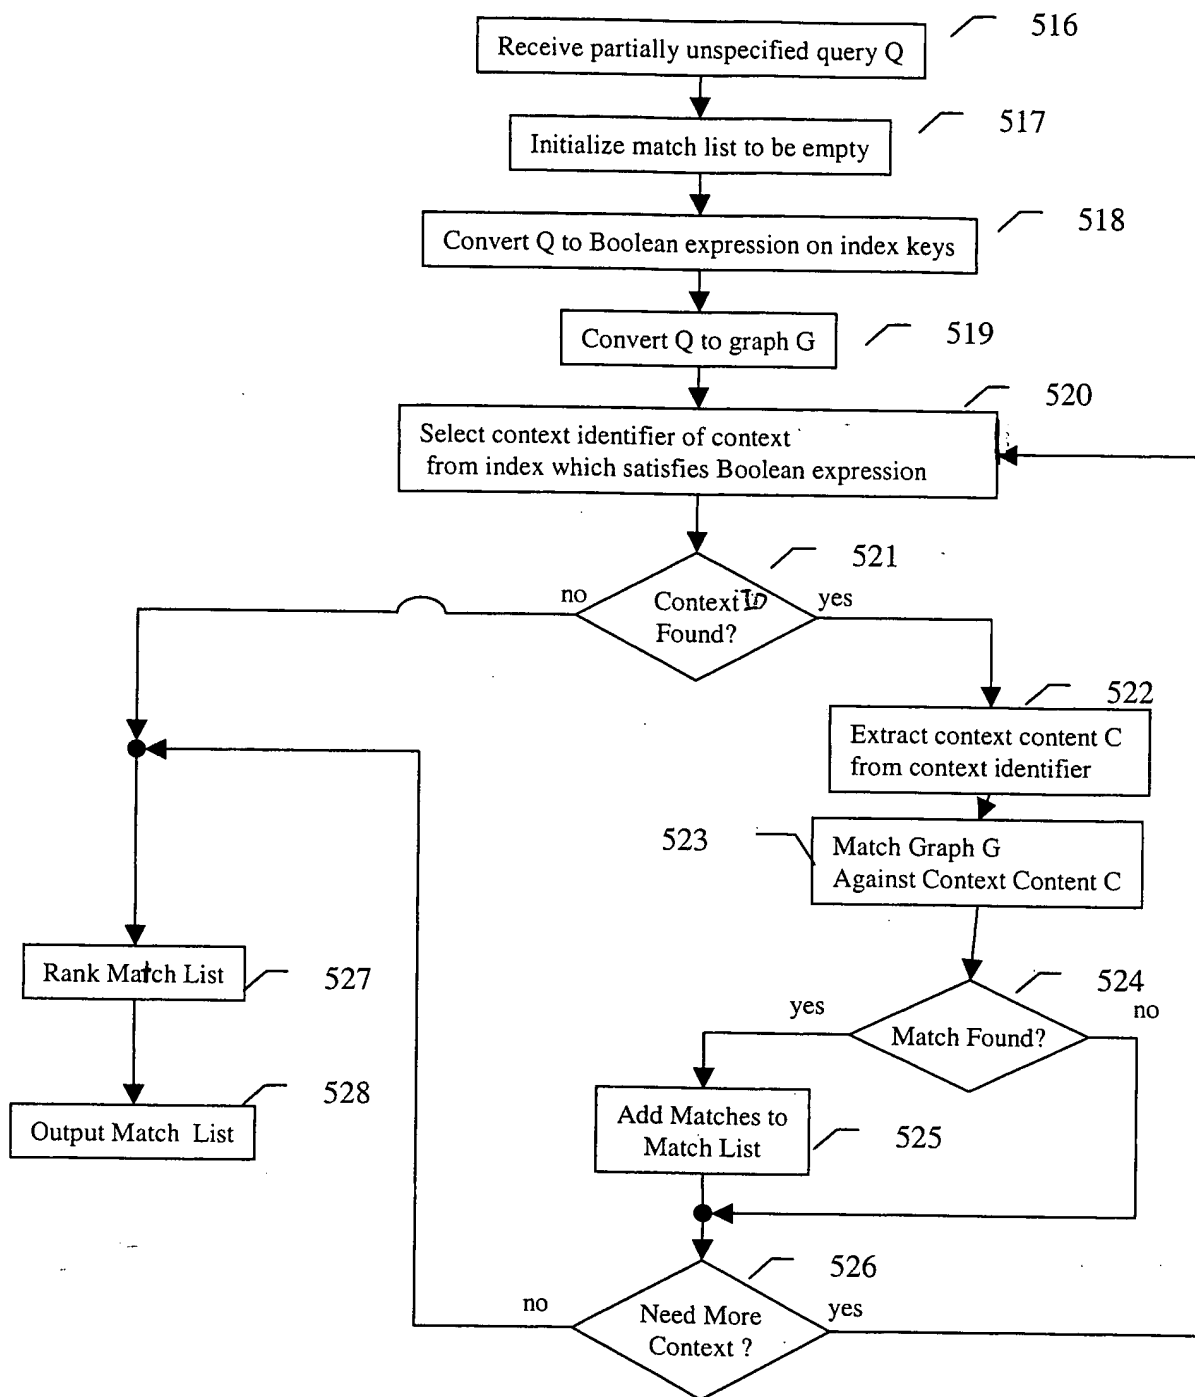 Receive partially unspecified query Q
516
Initialize match list to be empty
517
Convert Q to Boolean expression on index keys
518
Convert Q to graph G
519
520
Select context identifier of context
from index which satisfies Boolean expression
521
no
Context ID
Found?
yes
522
Extract context content C
from context identifier
523
Match Graph G
Against Context Content C
Rank Match List
527
524
yes
Match Found?
no
528
Output Match List
Add Matches to
Match List
525
526
no
Need More
Context ?
yes